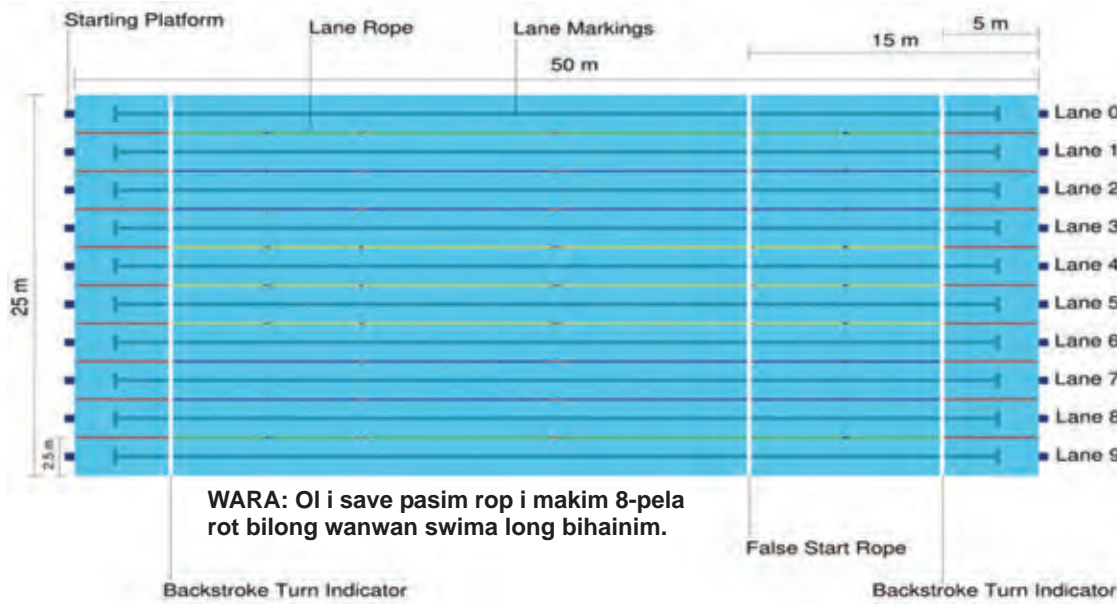 Starting Platform
Lane Rope
Lane Markings
5 m
15 m
50 m
25 m
2.5 m
Lane 0
Lane 1
Lane 2
Lane 3
Lane 4
Lane 5
Lane 6
Lane 7
Lane 8
Lane 9
WARA: Ol i save pasim rop i makim 8-pela
rot bilong wanwan swima long bihainim.
False Start Rope
Backstroke Turn Indicator
Backstroke Turn Indicator